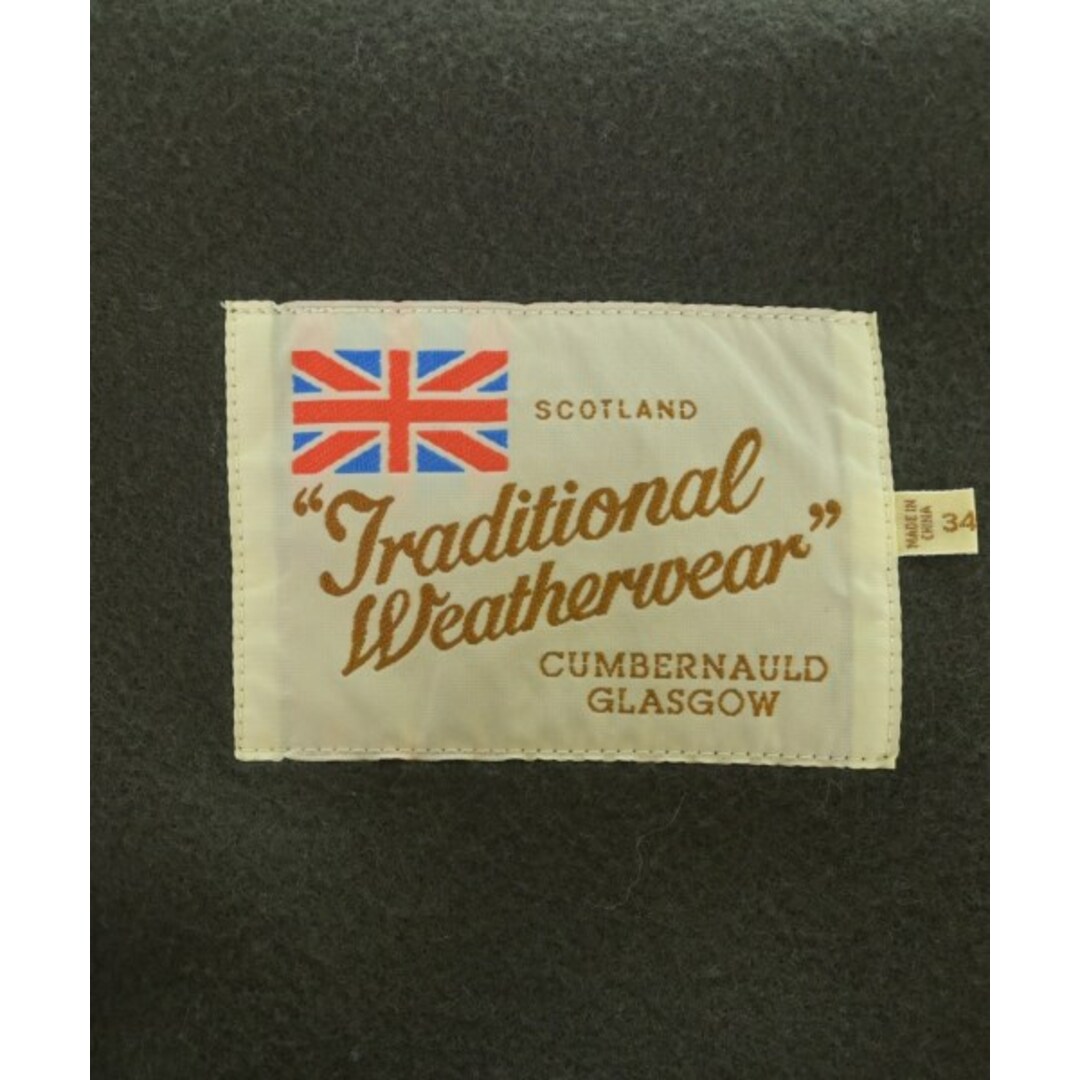 SCOTLAND
“Traditional
Weatherwear”
CUMBERNAULD
GLASGOW
MADE IN
CHINA
34